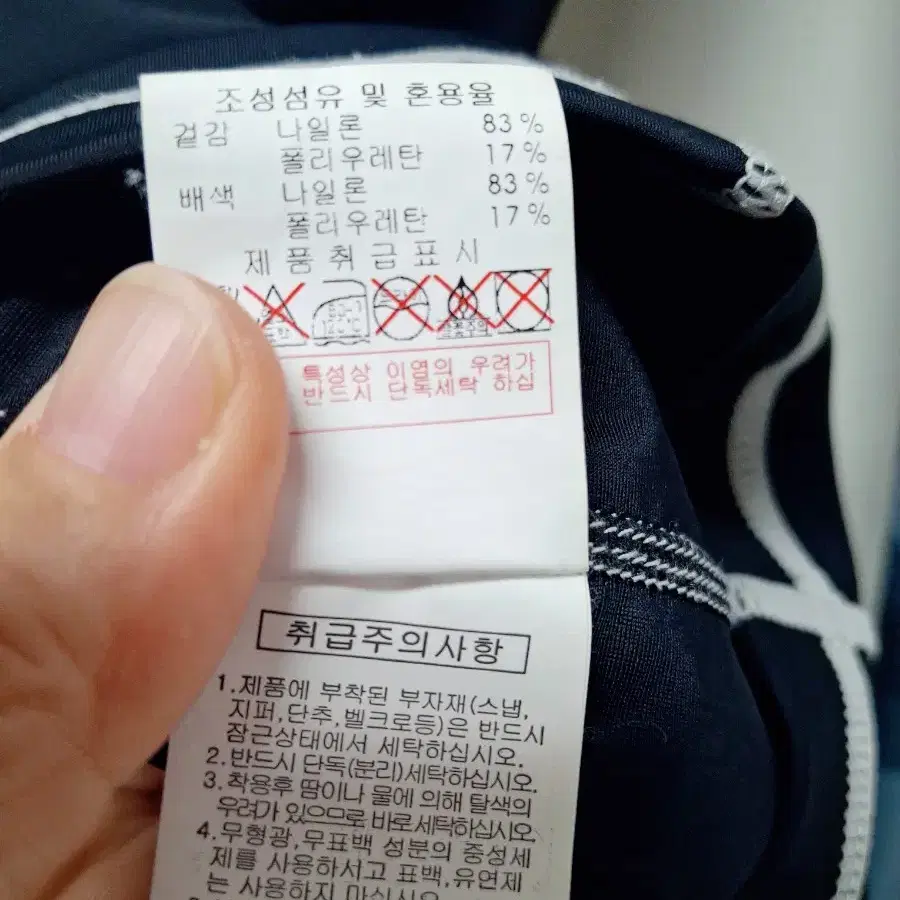 조성섬유 및 혼용율
겉감 나일론 83%
폴리우레탄 17%
배색 나일론 83%
폴리우레탄 17%
제품취급표시
특성상 이염의 우려가
반드시 단독세탁 하십
취급주의사항
1.제품에 부착된 부자재(스냅,
지퍼,단추,벨크로등)은 반드시
잠근상태에서 세탁하십시오.
2.반드시 단독(분리)세탁하십시오.
3.착용후 땀이나 물에 의해 탈색의
우려가 있으므로 바로세탁하십시오.
4.무형광,무표백 성분의 중성세
제를 사용하시고 표백,유연제
는 사용하지 마십시오